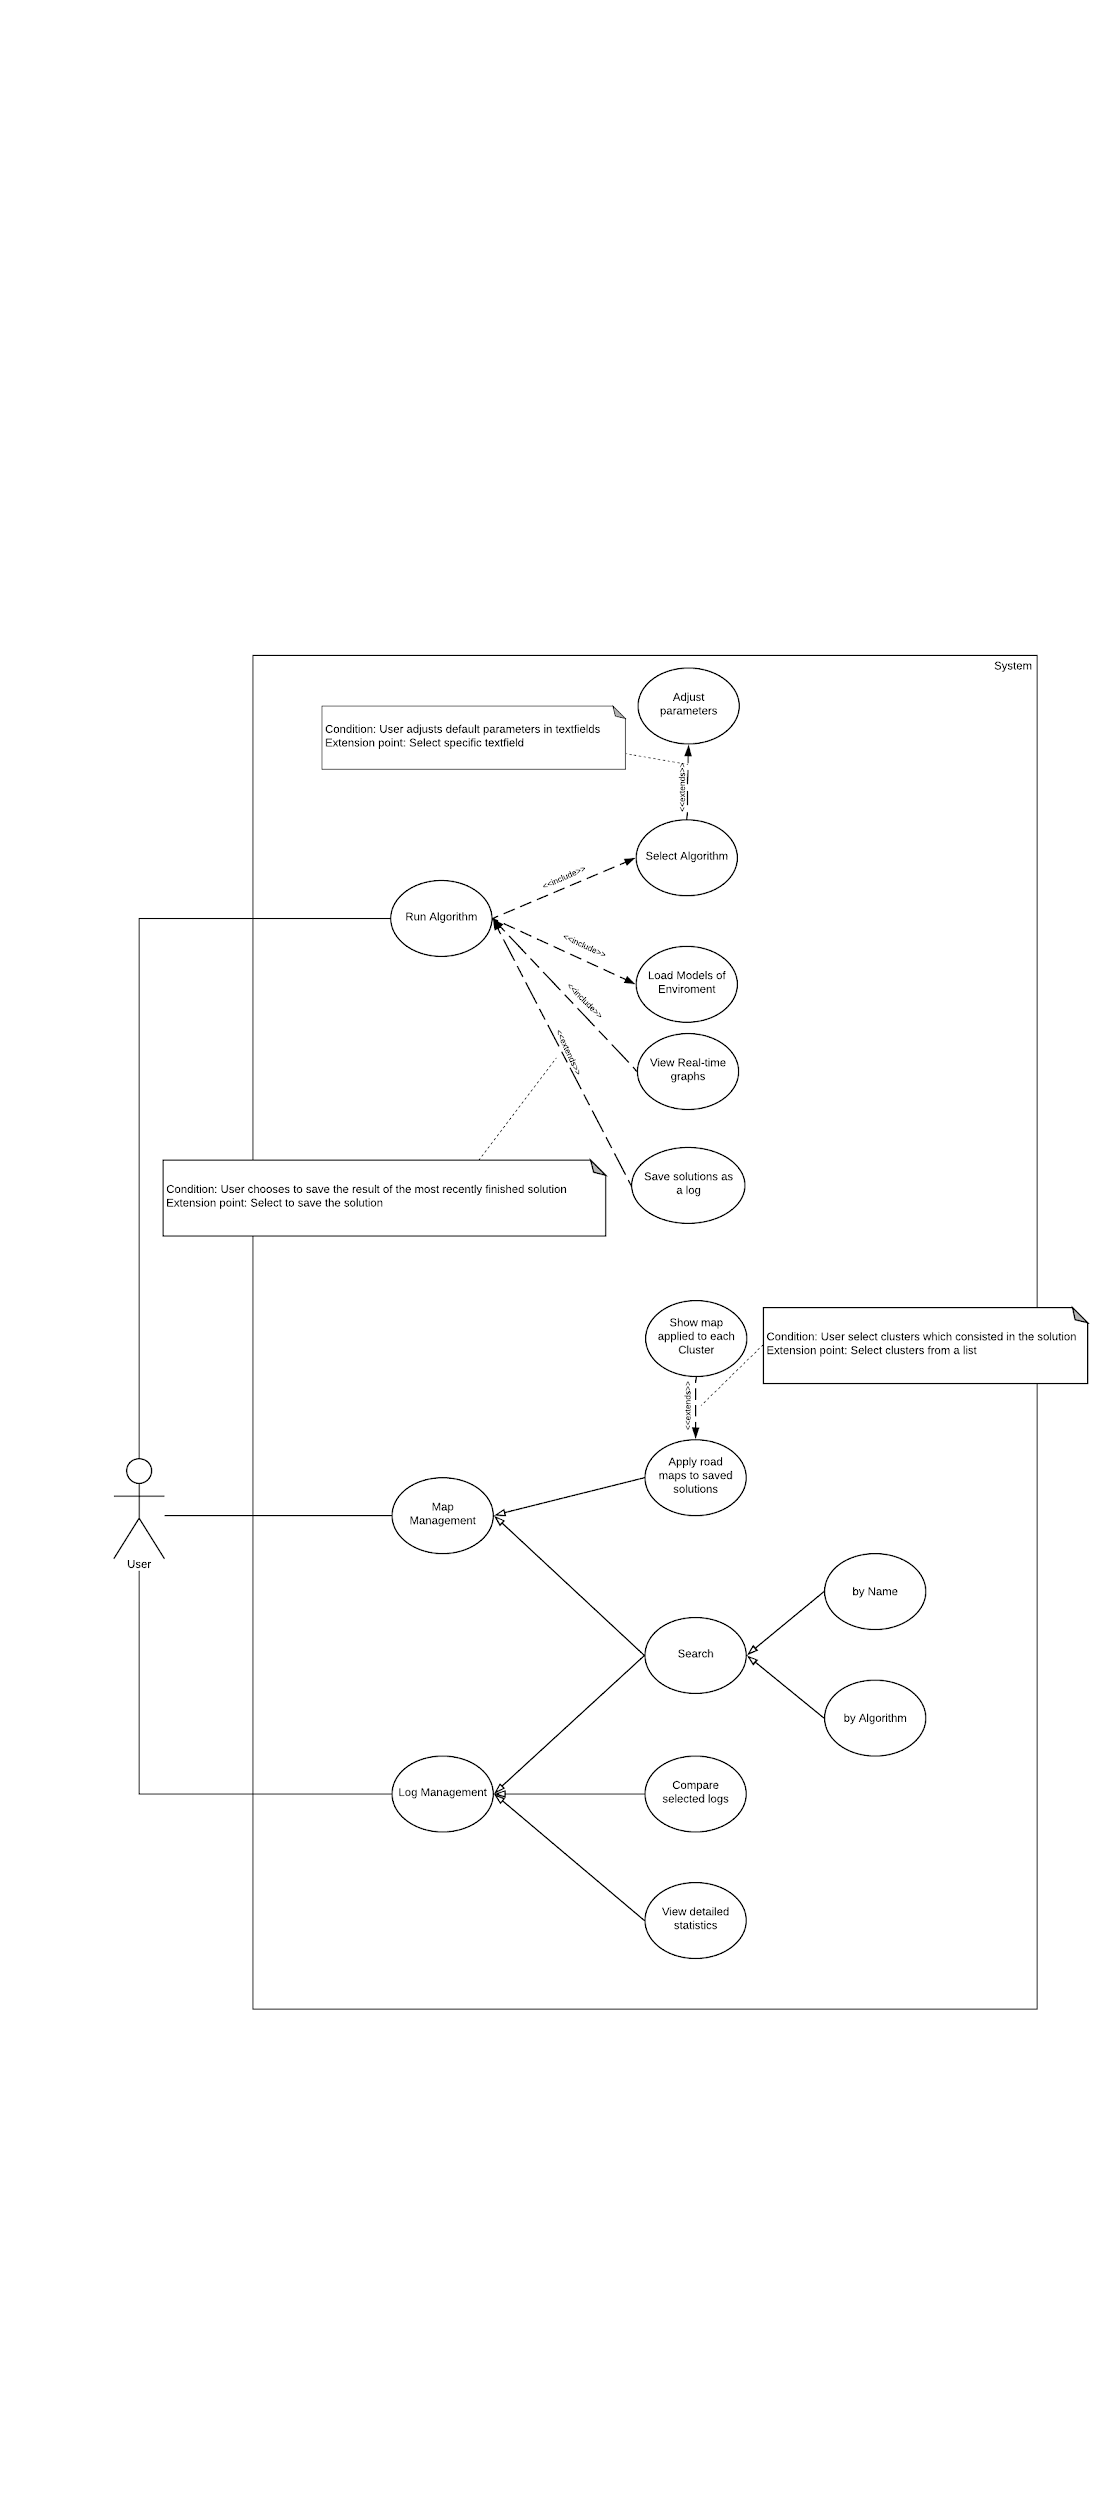 System
Adjust
parameters
Condition: User adjusts default parameters in textfields
Extension point: Select specific textfield
<<extends>>
Select Algorithm
<<include>>
Run Algorithm
<<include>>
Load Models of
Enviroment
<<include>>
View Real-time
graphs
<<extends>>
Condition: User chooses to save the result of the most recently finished solution
Extension point: Select to save the solution
Save solutions as
a log
Show map
applied to each
Cluster
Condition: User select clusters which consisted in the solution
Extension point: Select clusters from a list
<<extends>>
Apply road
maps to saved
solutions
Map
Management
User
by Name
Search
by Algorithm
Log Management
Compare
selected logs
View detailed
statistics